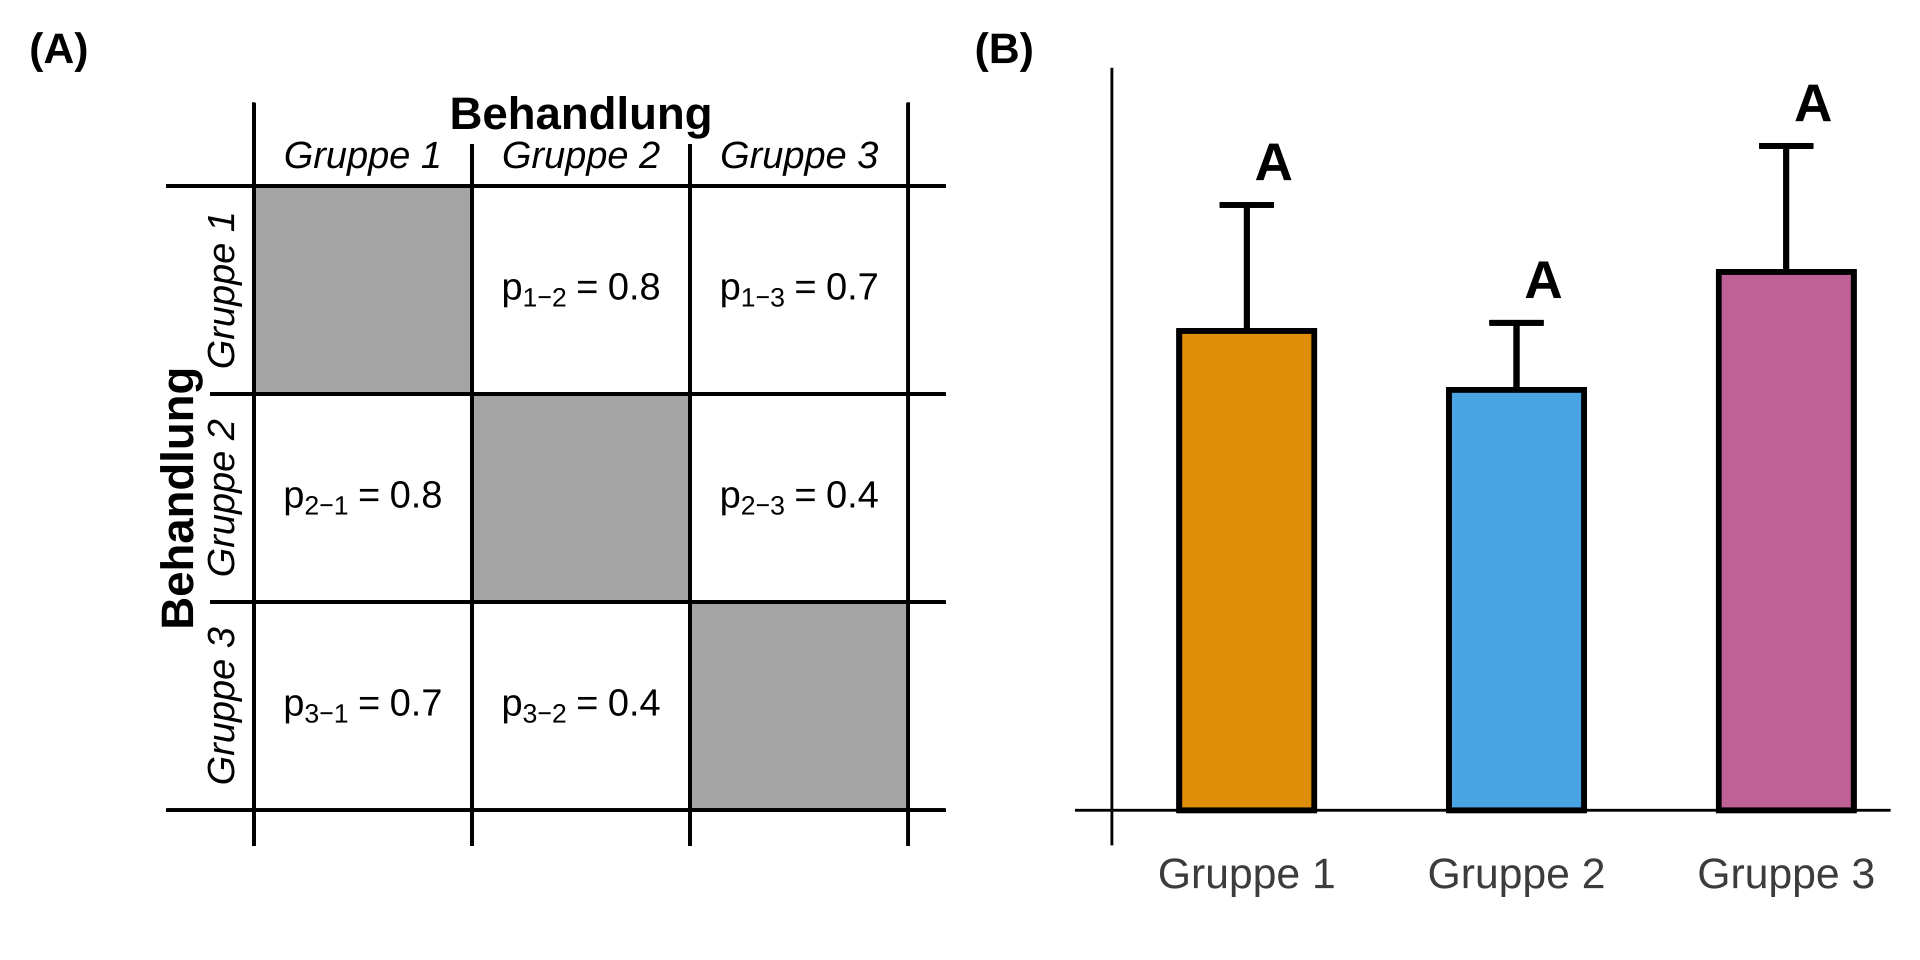 (A)
Behandlung
Gruppe 1 Gruppe 2 Gruppe 3
Behandlung
Gruppe 1
p1−2 = 0.8 p1−3 = 0.7
Gruppe 2
p2−1 = 0.8 p2−3 = 0.4
Gruppe 3
p3−1 = 0.7 p3−2 = 0.4
(B)
A
A
A
Gruppe 1 Gruppe 2 Gruppe 3